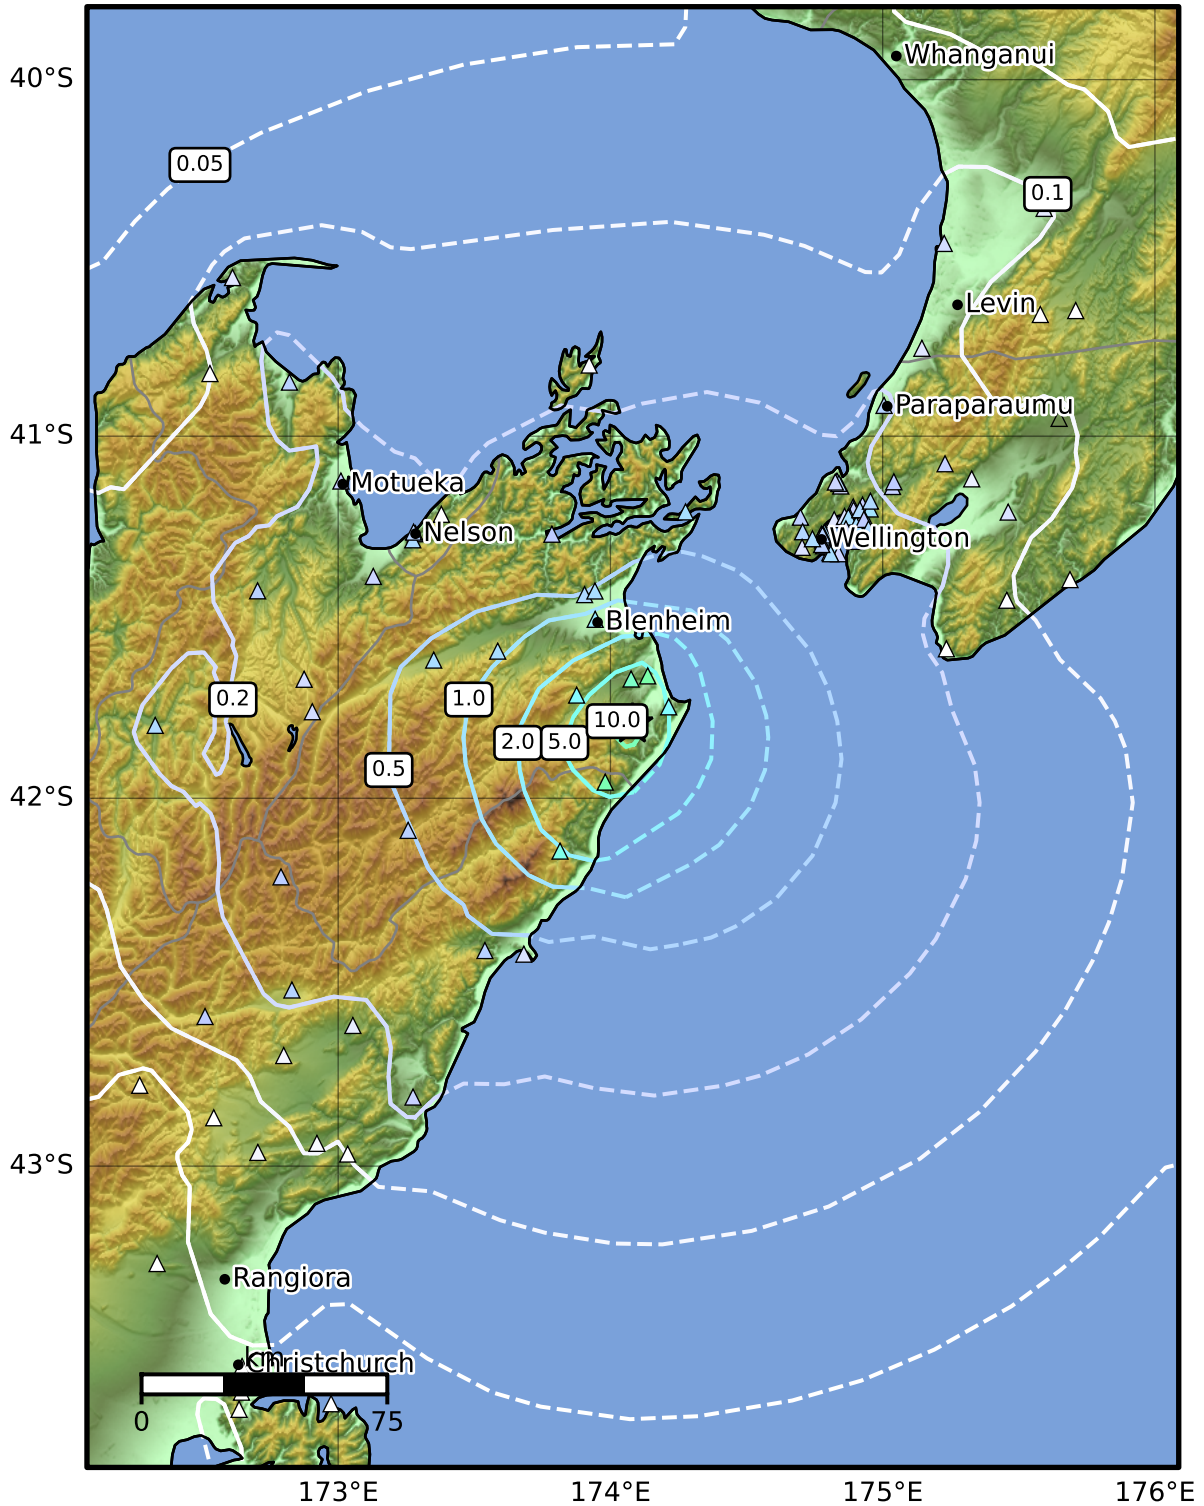 Whanganui
40°S
0.05
0.1
Levin
Paraparaumu
41°S
Motueka
Nelson
Wellington
Blenheim
0.2
1.0
10.0
2.0
5.0
0.5
42°S
43°S
Rangiora
km
Christchurch
0
75
173°E
174°E
175°E
176°E